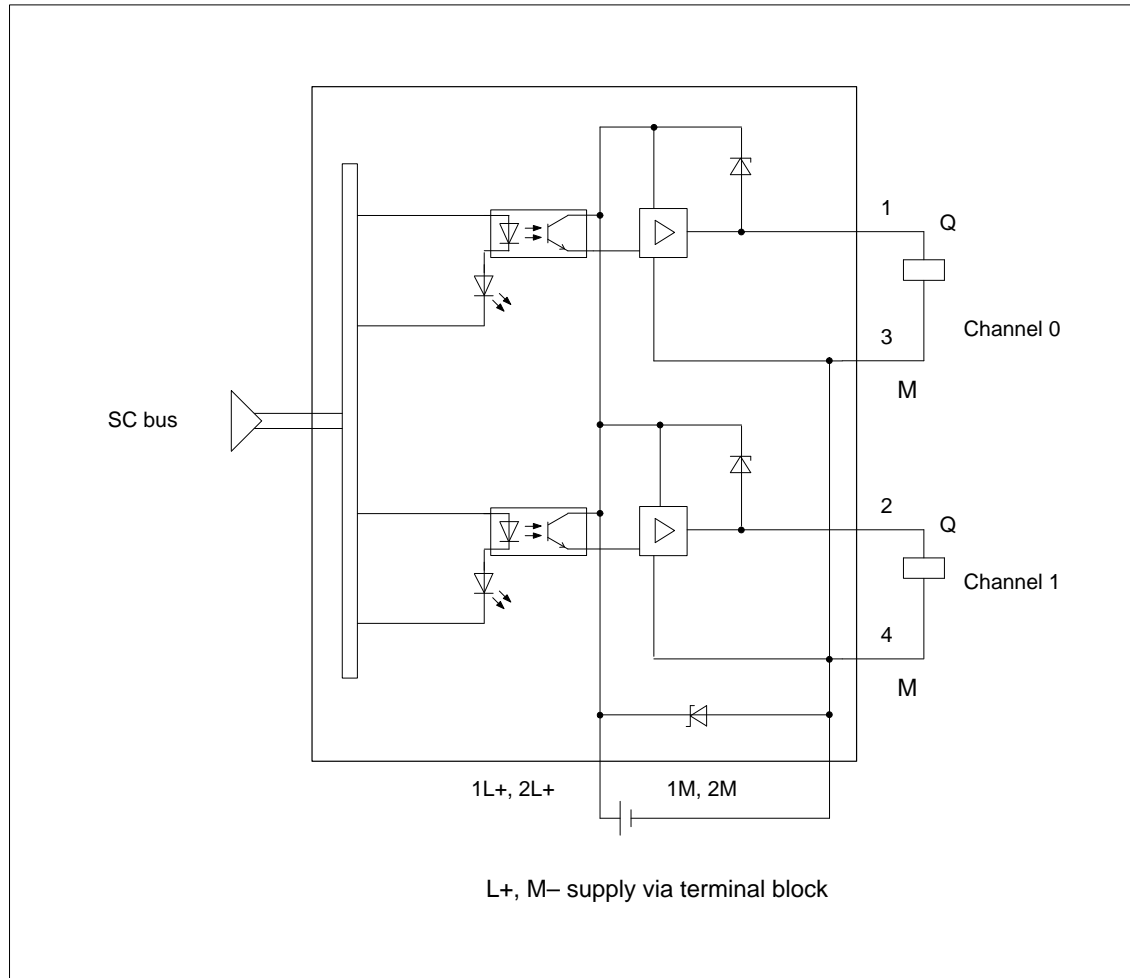 1
Q
Channel 0
3
M
SC bus
2
Q
Channel 1
4
M
1L+, 2L+
1M, 2M
L+, M– supply via terminal block